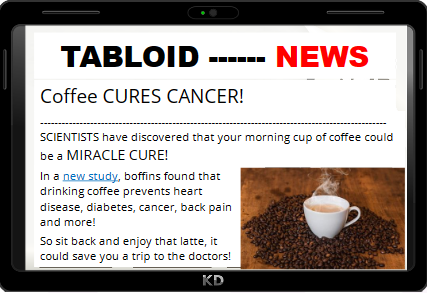 TABLOID ------ NEWS
Coffee CURES CANCER!
--------------------------------------------------------------------------------------
SCIENTISTS have discovered that your morning cup of coffee could
be a MIRACLE CURE!
In a new study, boffins found that
drinking coffee prevents heart
disease, diabetes, cancer, back pain
and more!
So sit back and enjoy that latte, it
could save you a trip to the doctors!
KD